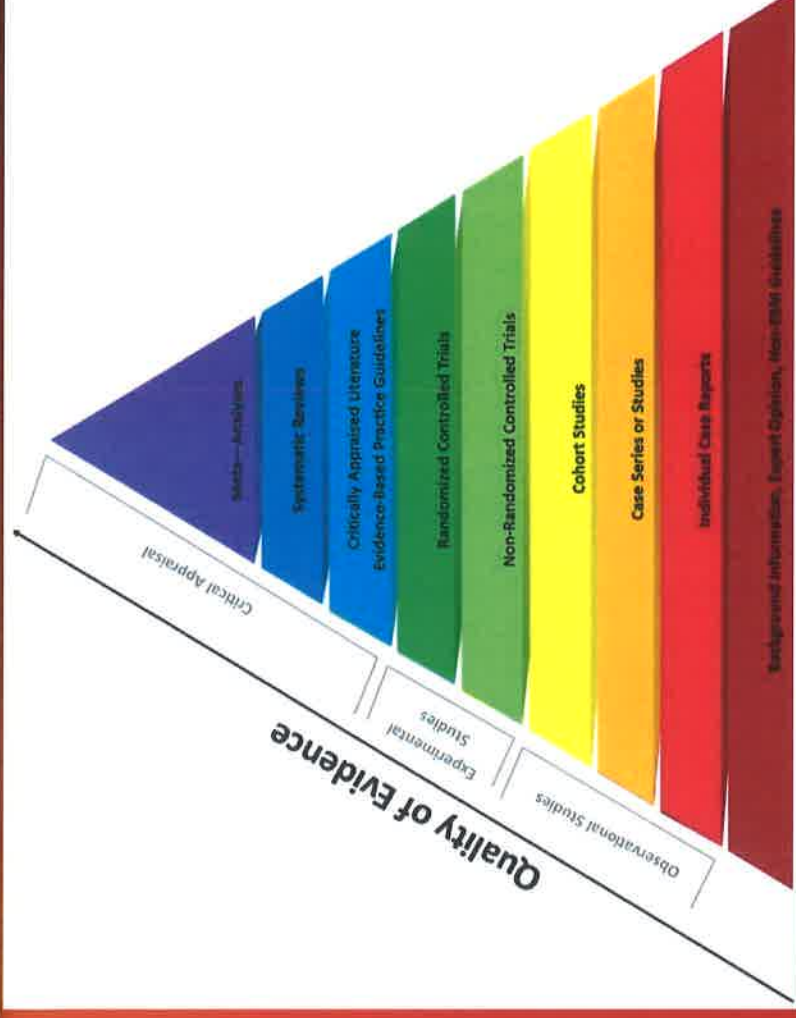 Meta-Analyses
Systematic Reviews
Critically Appraised Literature
Evidence-Based Practice Guidelines
Randomized Controlled Trials
Non-Randomized Controlled Trials
Cohort Studies
Case Series or Studies
Individual Case Reports
Background Information, Expert Opinion, Non-EBM Guidelines
Critical Appraisal
Experimental
Studies
Observational Studies
Quality of Evidence